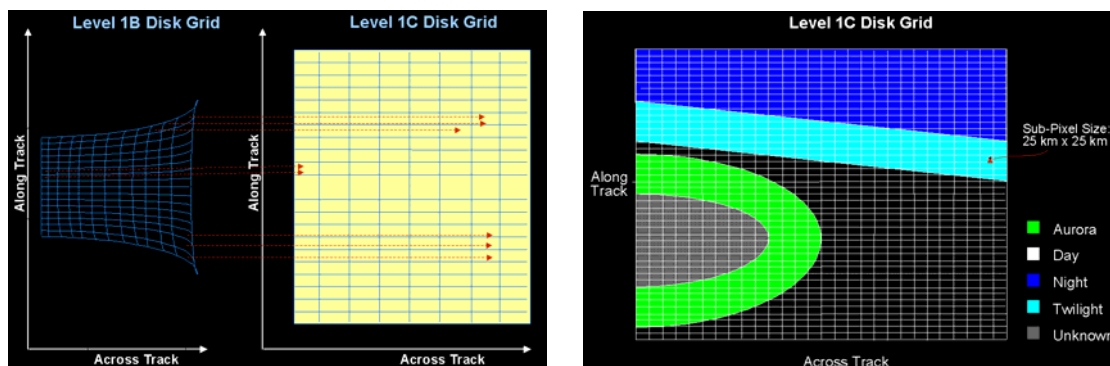 Level 1B Disk Grid
Level 1C Disk Grid
Along Track
Along Track
Across Track
Across Track
Level 1C Disk Grid
Sub-Pixel Size:
25 km x 25 km
Along
Track
Aurora
Day
Night
Twilight
Unknown
Across Track